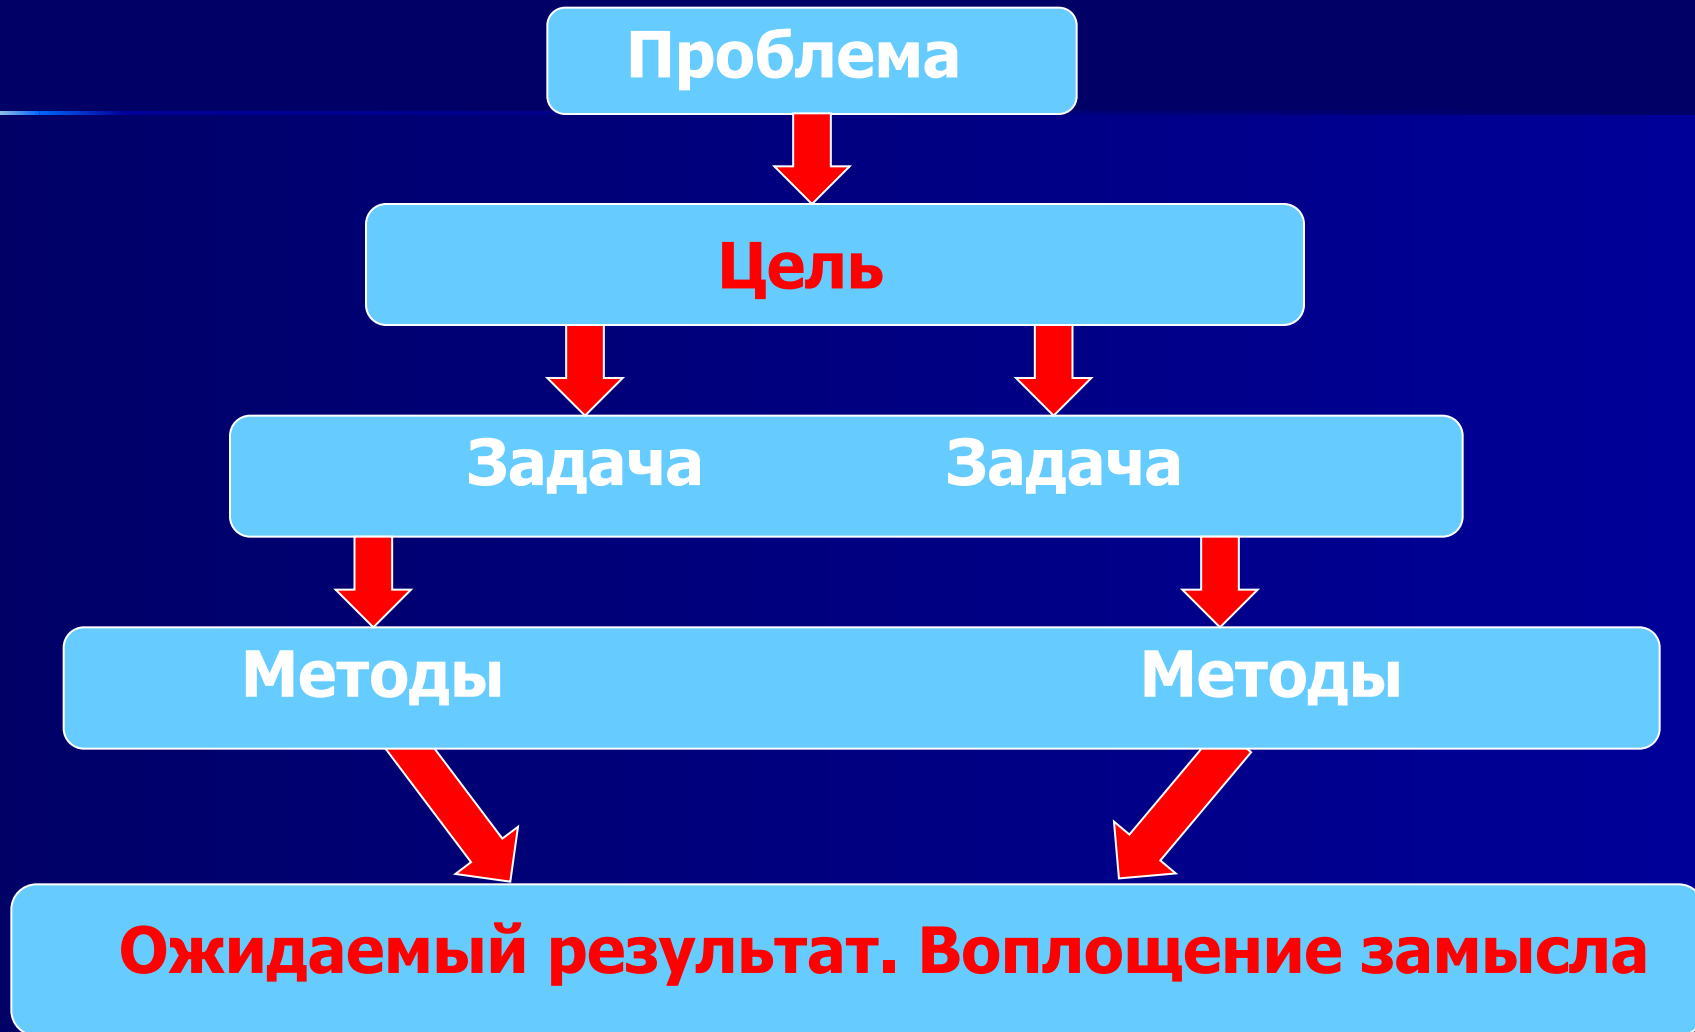 Проблема
Цель
Задача Задача
Методы Методы
Ожидаемый результат. Воплощение замысла